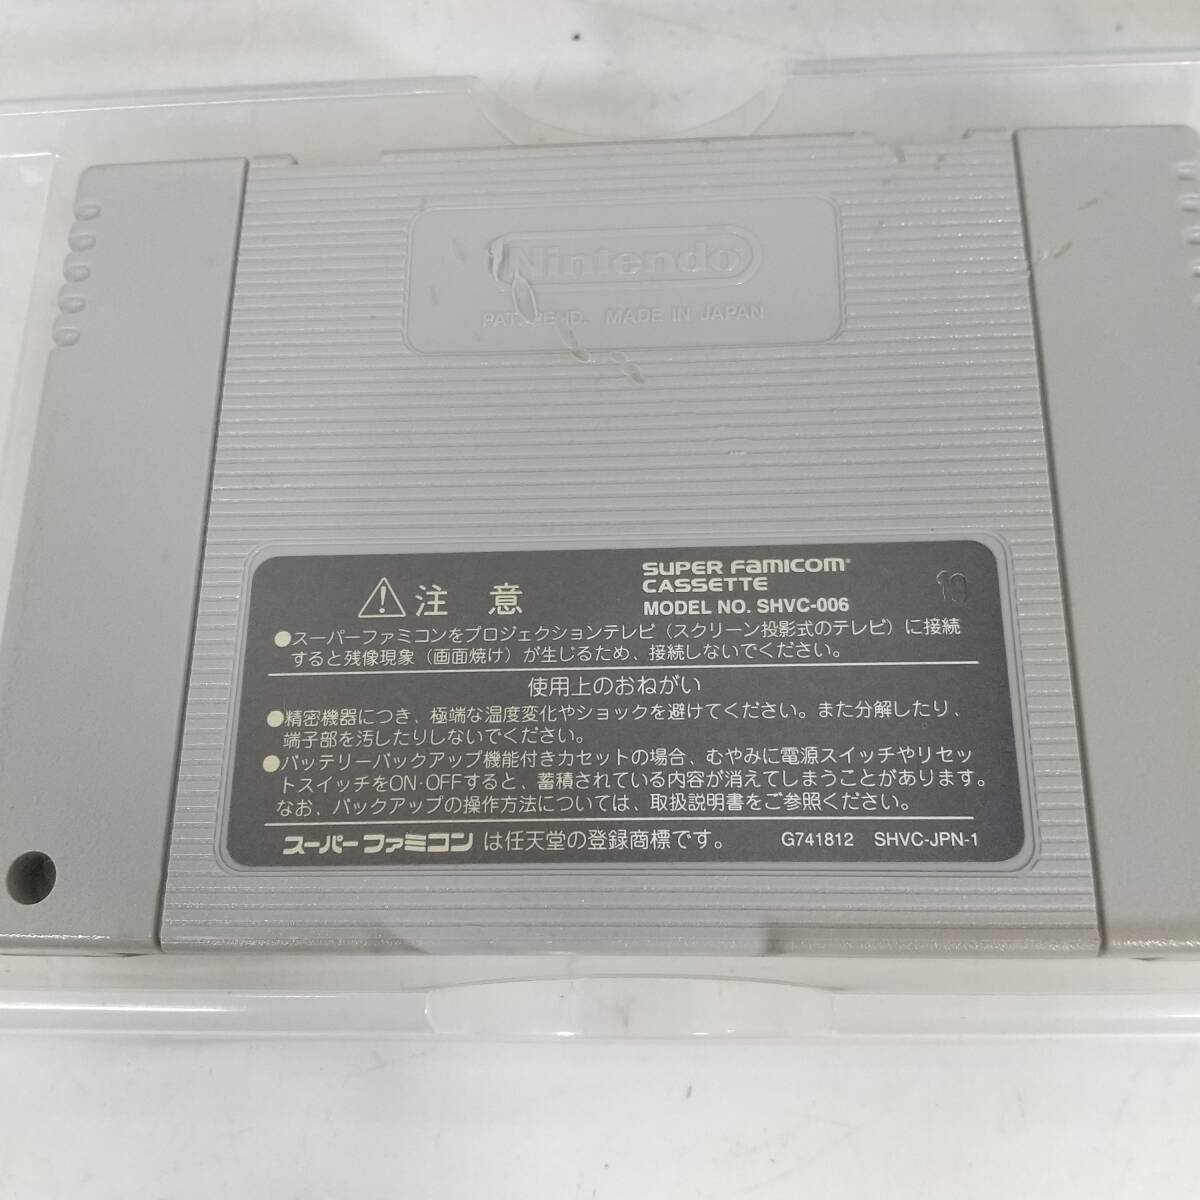 Nintendo
PAT. PEND. MADE IN JAPAN
注意
SUPER FAMICOM
CASSETTE
MODEL NO. SHVC-006
10
●スーパーファミコンをプロジェクションテレビ(スクリーン投影式のテレビ)に接続
すると残像現象(画面焼け)が生じるため、接続しないでください。
使用上のおねがい
●精密機器につき、極端な温度変化やショックを避けてください。また分解したり、
端子部を汚したりしないでください。
●バッテリーバックアップ機能付きカセットの場合、むやみに電源スイッチやリセッ
トスイッチをON・OFFすると、蓄積されている内容が消えてしまうことがあります。
なお、バックアップの操作方法については、取扱説明書をご参照ください。
スーパーファミコン は任天堂の登録商標です。 G741812 SHVC-JPN-1